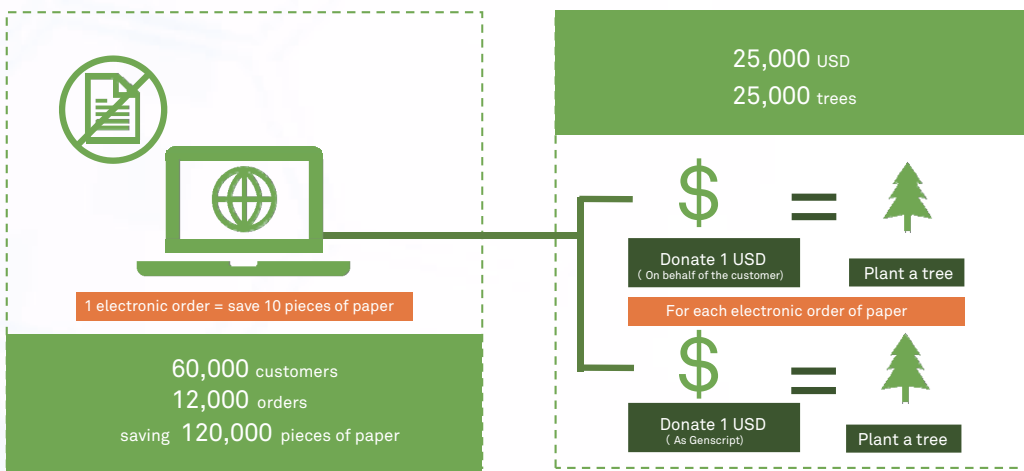 1 electronic order = save 10 pieces of paper
60,000 customers
12,000 orders
saving 120,000 pieces of paper
25,000 USD
25,000 trees
$ =
Donate 1 USD
( On behalf of the customer)
Plant a tree
For each electronic order of paper
$ =
Donate 1 USD
( As Genscript)
Plant a tree